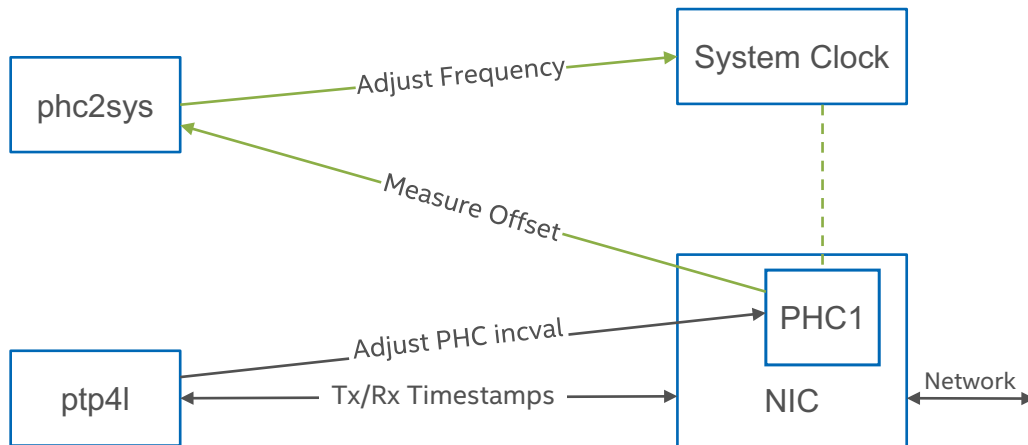 System Clock
phc2sys
Adjust Frequency
Measure Offset
PHC1
Adjust PHC incval
ptp4l
Tx/Rx Timestamps
NIC
Network